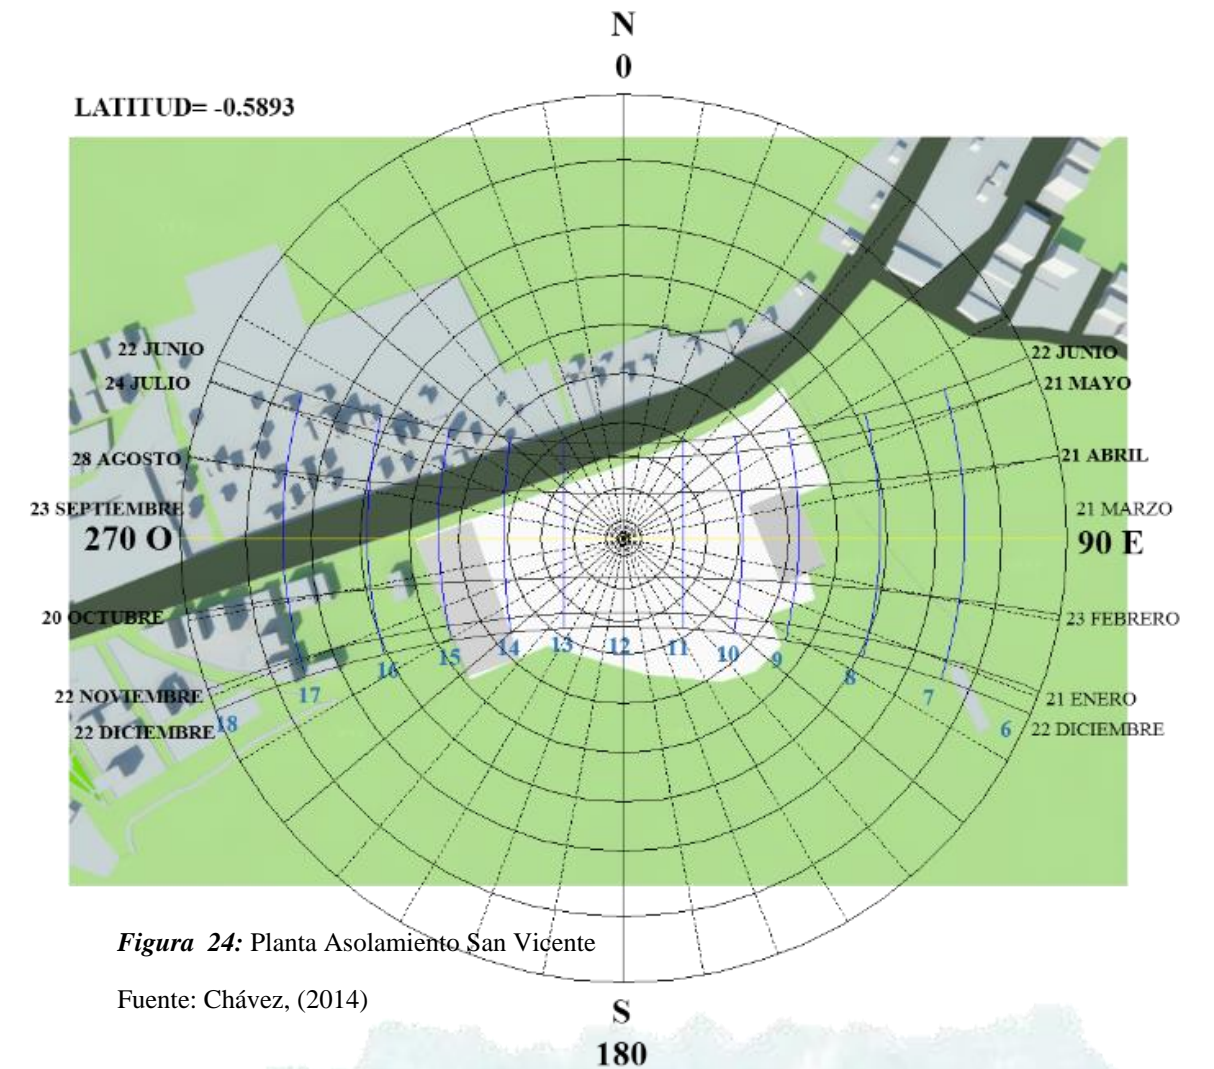 N
0
LATITUD= -0.5893
22 JUNIO
22 JUNIO
24 JULIO
21 MAYO
28 AGOSTO
21 ABRIL
23 SEPTIEMBRE
21 MARZO
270 O
90 E
20 OCTUBRE
23 FEBRERO
18
17
16
15
14
13
12
11
10
9
8
7
6
22 NOVIEMBRE
21 ENERO
22 DICIEMBRE
22 DICIEMBRE
Figura 24: Planta Asolamiento San Vicente
Fuente: Chávez, (2014)
S
180